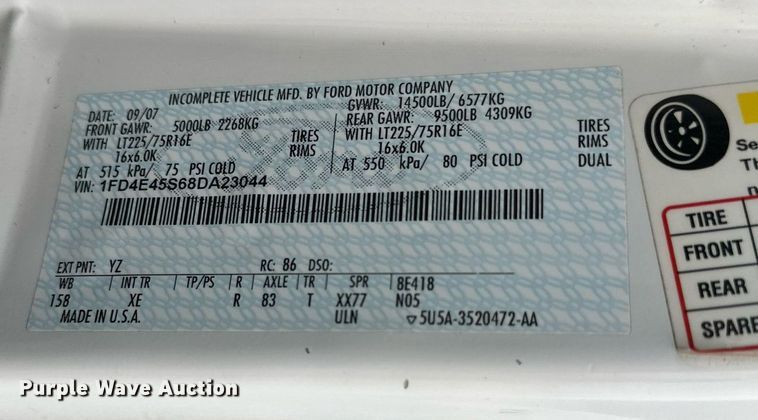 INCOMPLETE VEHICLE MFD. BY FORD MOTOR COMPANY
DATE: 09/07 GVWR: 14500LB/ 6577KG
FRONT GAWR: 5000LB 2268KG REAR GAWR: 9500LB 4309KG
WITH LT225/75R16E TIRES WITH LT225/75R16E TIRES
16x6.0K RIMS 16x6.0K RIMS
AT 515 kPa/ 75 PSI COLD AT 550 kPa/ 80 PSI COLD DUAL
VIN: 1FD4E45S68DA23044
EXT PNT: YZ RC: 86 DSO:
WB INT TR TP/PS R AXLE TR SPR 8E418
158 XE R 83 T XX77 N05
MADE IN U.S.A. ULN ▽5U5A-3520472-AA
Se
Th
TIRE
FRONT
REAR
SPARE
Purple Wave Auction